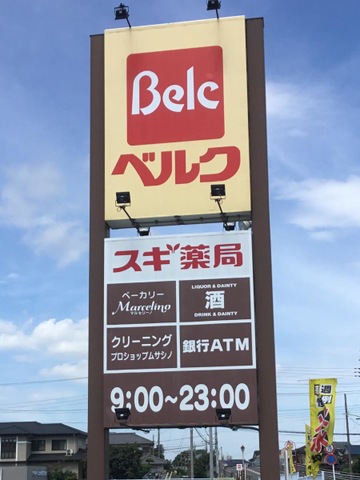 Belc
ベルク
スギ薬局
ベーカリー
Marcelino
マルセリーノ
LIQUOR & DAINTY
酒
DRINK & DAINTY
クリーニング
プロショップムサシノ
銀行ATM
9:00~23:00